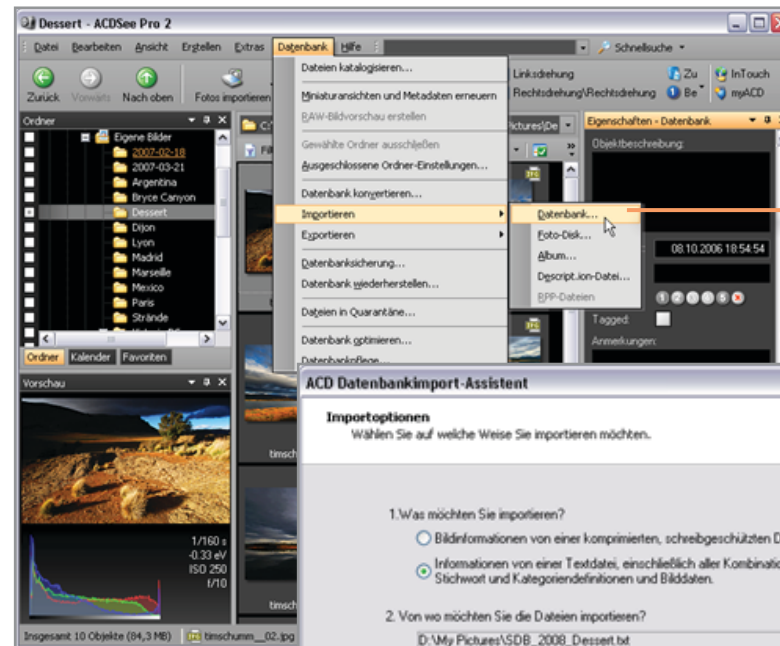 Dessert - ACDSee Pro 2
Datei Bearbeiten Ansicht Erstellen Extras Datenbank Hilfe Schnellsuche
Zurück Vorwärts Nach oben Fotos importieren
Linksdrehung
Rechtsdrehung\Rechtsdrehung
Zu
Be
InTouch
myACD
Ordner
Eigene Bilder
2007-02-18
2007-03-21
Argentina
Bryce Canyon
Dessert
Dijon
Lyon
Madrid
Marseille
Mexico
Paris
Strände
Ordner Kalender Favoriten
Dateien katalogisieren...
Miniaturansichten und Metadaten erneuern
RAW-Bildvorschau erstellen
Gewählte Ordner ausschließen
Ausgeschlossene Ordner-Einstellungen...
Datenbank konvertieren...
Importieren
Exportieren
Datenbanksicherung...
Datenbank wiederherstellen...
Dateien in Quarantäne...
Datenbank optimieren...
Datenbankpflege...
Datenbank...
Foto-Disk...
Album...
Descript.ion-Datei...
RPP-Dateien
Pictures\De
Eigenschaften - Datenbank
Objektbeschreibung:
08.10.2006 18:54:54
Tagged:
Anmerkungen:
Vorschau
1/160 s
-0.33 eV
ISO 250
f/10
timsch
timsch
Insgesamt 10 Objekte (84,3 MB) timschumm__02.jpg
ACD Datenbankimport-Assistent
Importoptionen
Wählen Sie auf welche Weise Sie importieren möchten.
1.Was möchten Sie importieren?
Bildinformationen von einer komprimierten, schreibgeschützten D
Informationen von einer Textdatei, einschließlich aller Kombinatio
Stichwort und Kategoriendefinitionen und Bilddaten.
2. Von wo möchten Sie die Dateien importieren?
D:\My Pictures\SDB_2008_Dessert.txt